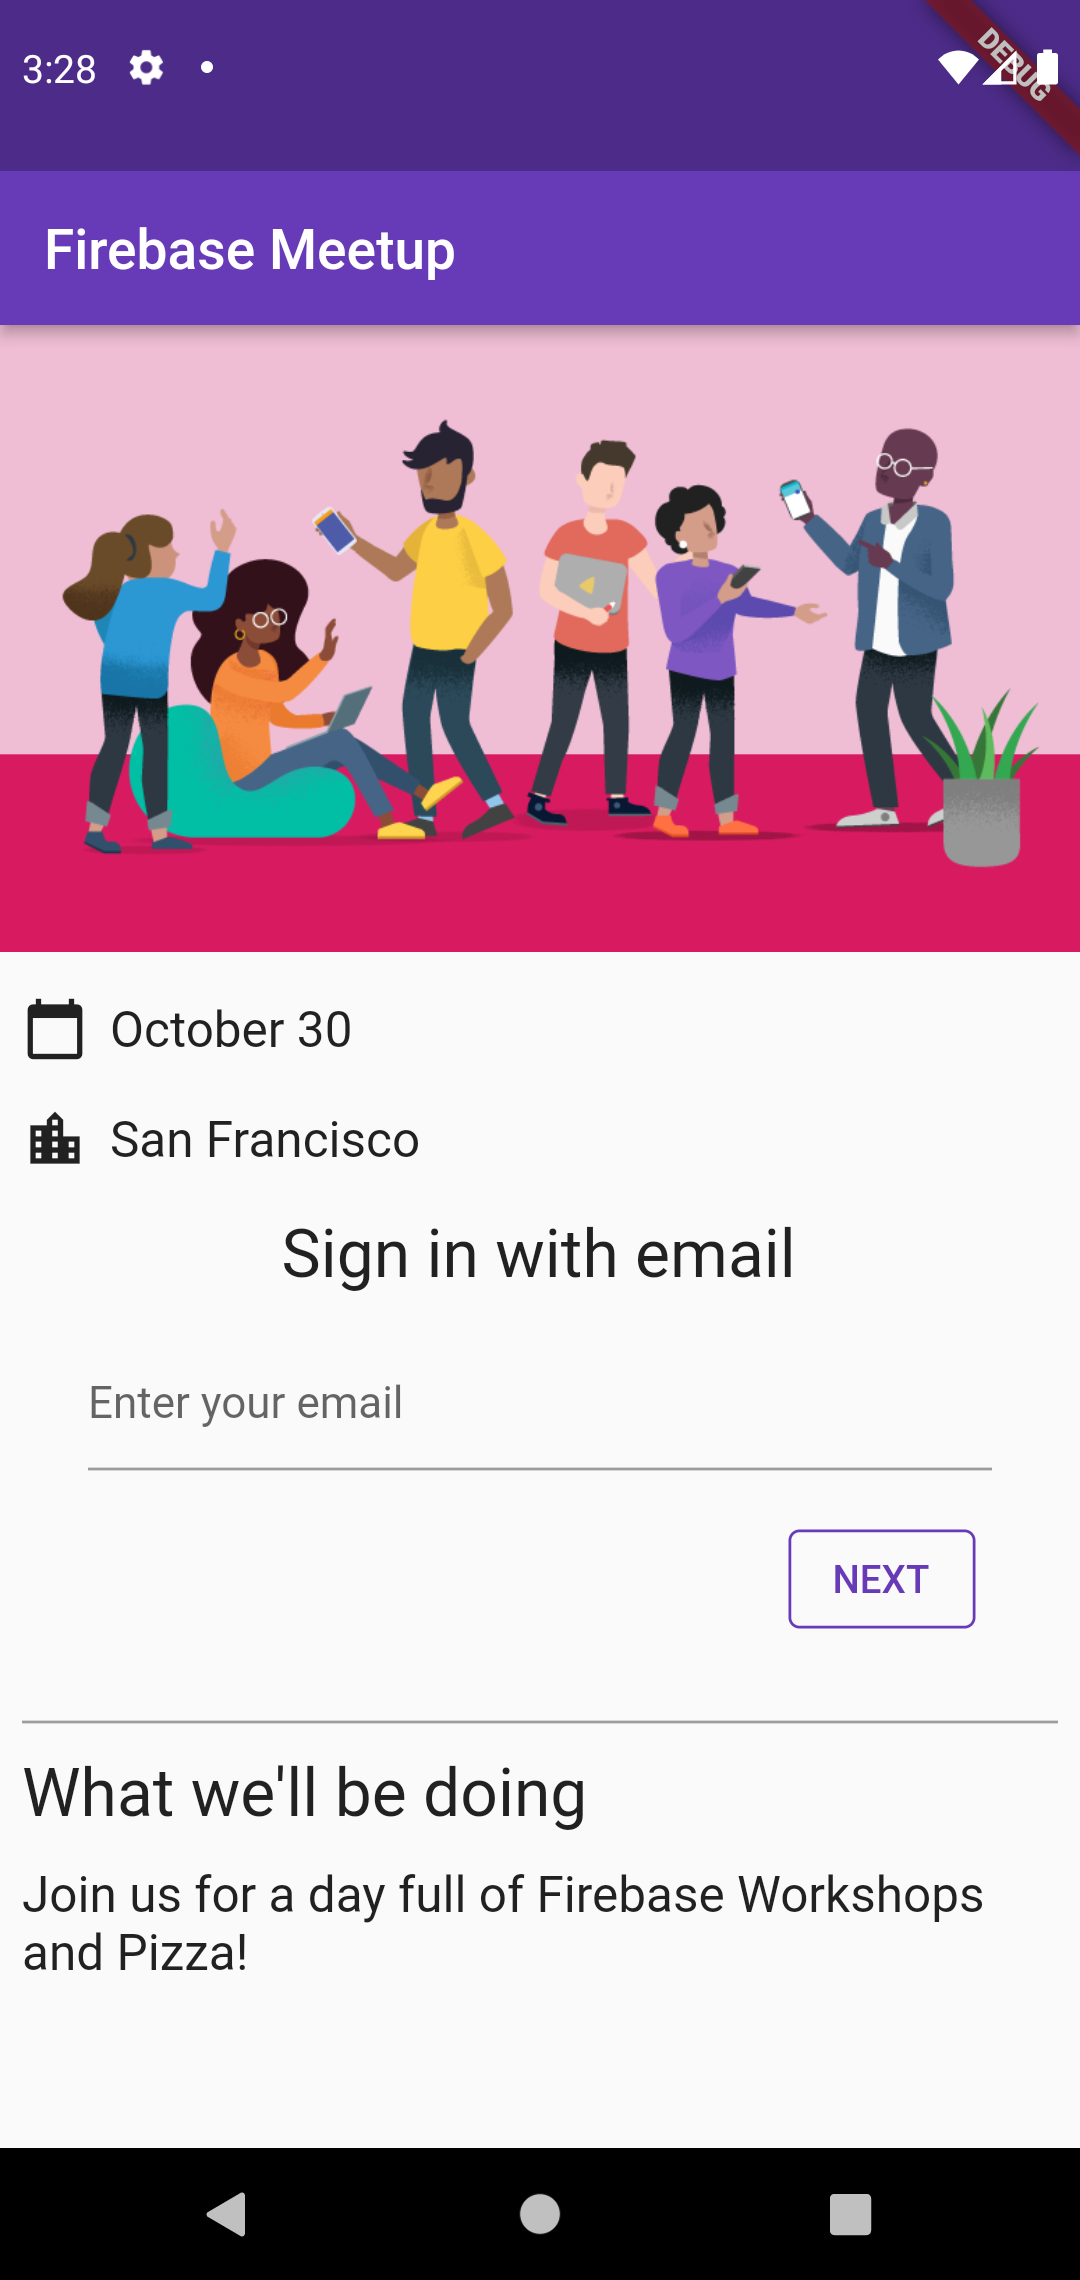 3:28
DEBUG
Firebase Meetup
October 30
San Francisco
Sign in with email
Enter your email
NEXT
What we'll be doing
Join us for a day full of Firebase Workshops
and Pizza!